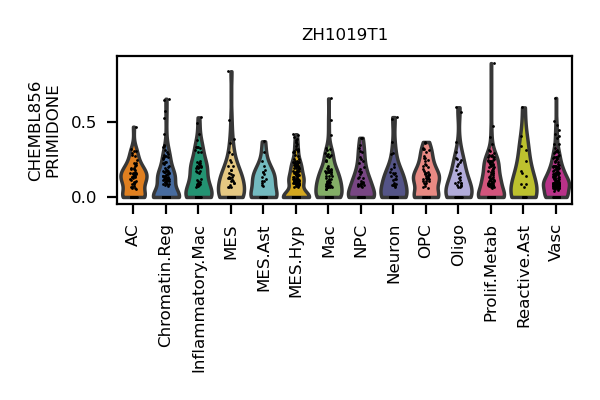 ZH1019T1
CHEMBL856
PRIMIDONE
0.5
0.0
AC
Chromatin.Reg
Inflammatory.Mac
MES
MES.Ast
MES.Hyp
Mac
NPC
Neuron
OPC
Oligo
Prolif.Metab
Reactive.Ast
Vasc